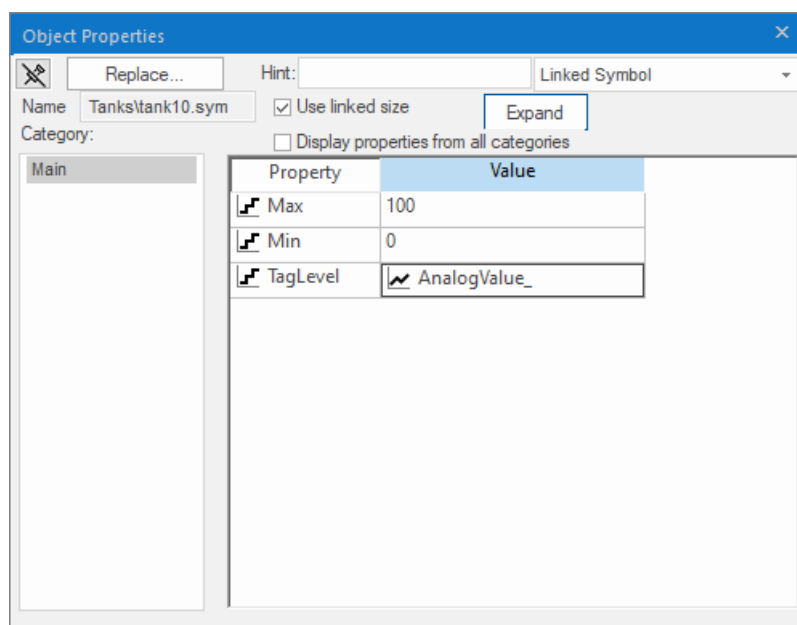 Object Properties
Replace... Hint: Linked Symbol
Name Tanks\tank10.sym Use linked size Expand
Category: Display properties from all categories
Main Property Value
Max 100
Min 0
TagLevel AnalogValue_